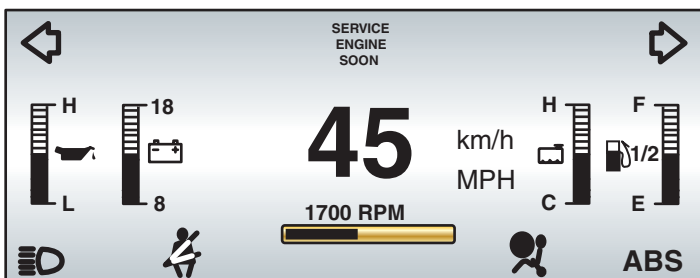 SERVICE
ENGINE
SOON
H
18
45
km/h
MPH
H
F
1/2
L
8
1700 RPM
C
E
ABS